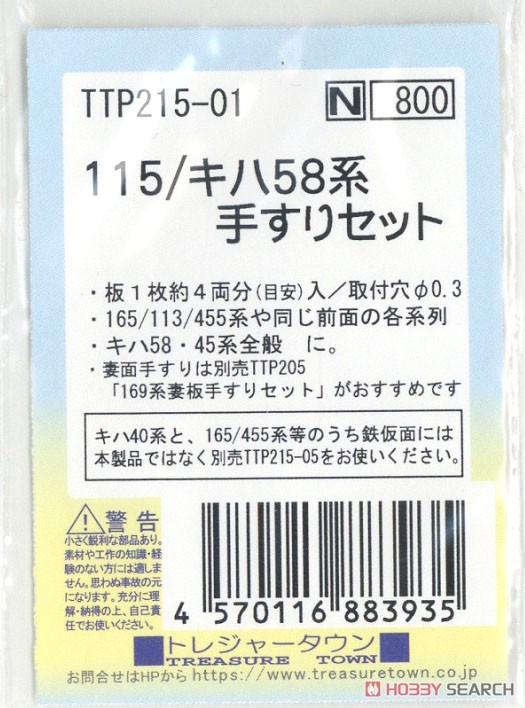 TTP215-01 N 800
115/キハ58系
手すりセット
・板１枚約４両分(目安)入／取付穴φ0.3
・165/113/455系や同じ前面の各系列
・キハ58・45系全般 に。
・妻面手すりは別売TTP205
「169系妻板手すりセット」がおすすめです
キハ40系と、165/455系等のうち鉄仮面には
本製品ではなく別売TTP215-05をお使いください。
警告
小さく鋭利な部品あり。
素材や工作の知識・経
験のない方には適しま
せん。思わぬ事故の元
になります。充分に理
解・納得の上、自己責
任でお使いください。
4 570116 883935
トレジャータウン
TREASURE TOWN
お問合せはHPから https://www.treasuretown.co.jp
HOBBY SEARCH